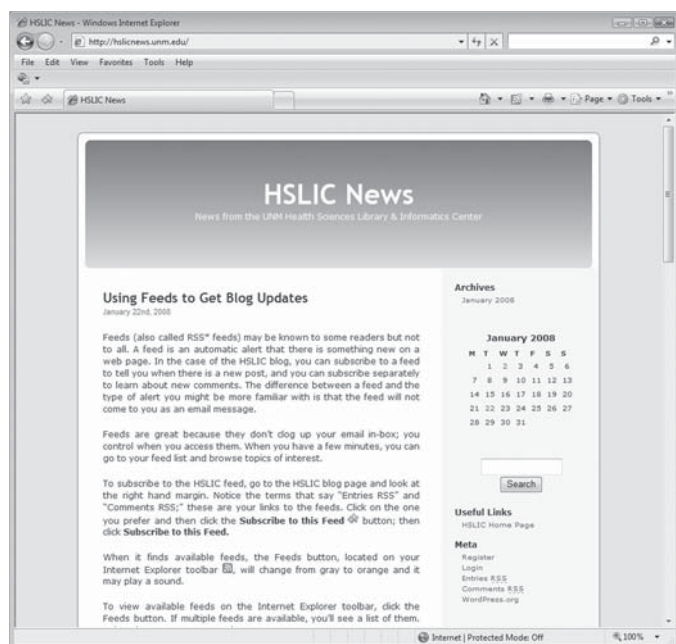 HSLIC News - Windows Internet Explorer
http://hslicnews.unm.edu/
File Edit View Favorites Tools Help
HSLIC News
Page Tools
HSLIC News
News from the UNM Health Sciences Library & Informatics Center
Using Feeds to Get Blog Updates
January 22nd, 2008
Feeds (also called RSS* feeds) may be known to some readers but not
to all. A feed is an automatic alert that there is something new on a
web page. In the case of the HSLIC blog, you can subscribe to a feed
to tell you when there is a new post, and you can subscribe separately
to learn about new comments. The difference between a feed and the
type of alert you might be more familiar with is that the feed will not
come to you as an email message.
Feeds are great because they don't clog up your email in-box; you
control when you access them. When you have a few minutes, you can
go to your feed list and browse topics of interest.
To subscribe to the HSLIC feed, go to the HSLIC blog page and look at
the right hand margin. Notice the terms that say "Entries RSS" and
"Comments RSS;" these are your links to the feeds. Click on the one
you prefer and then click the Subscribe to this Feed button; then
click Subscribe to this Feed.
When it finds available feeds, the Feeds button, located on your
Internet Explorer toolbar , will change from gray to orange and it
may play a sound.
To view available feeds on the Internet Explorer toolbar, click the
Feeds button. If multiple feeds are available, you'll see a list of them.
Archives
January 2008
January 2008
M T W T F S S
1 2 3 4 5 6
7 8 9 10 11 12 13
14 15 16 17 18 19 20
21 22 23 24 25 26 27
28 29 30 31
Search
Useful Links
HSLIC Home Page
Meta
Register
Login
Entries RSS
Comments RSS
WordPress.org
Internet | Protected Mode: Off
100%